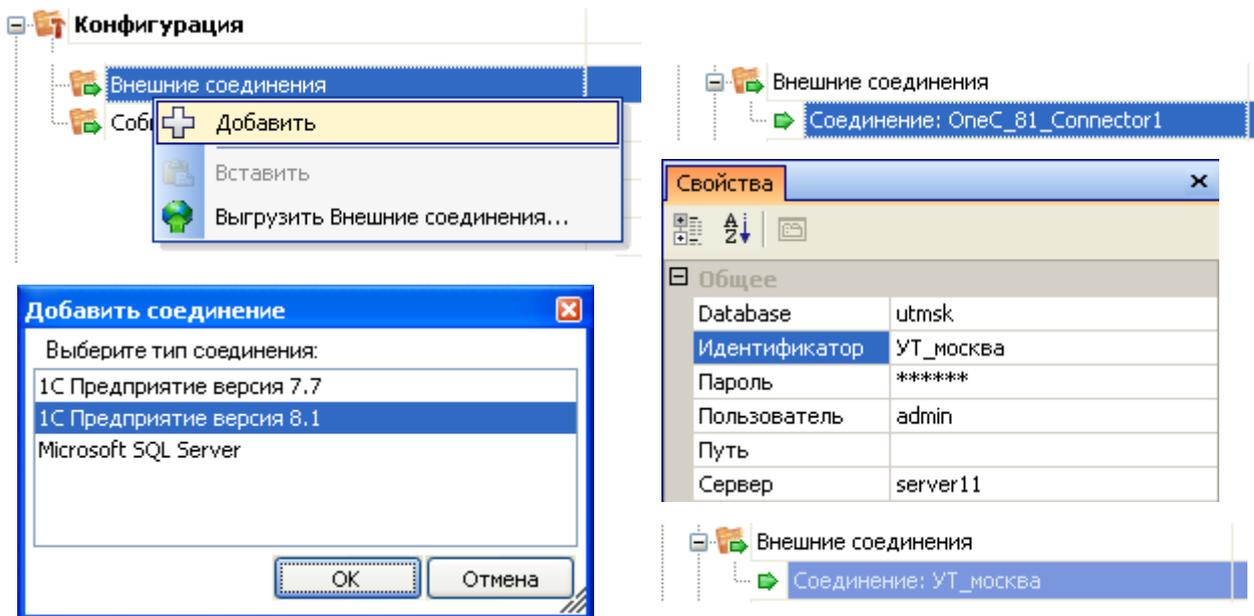 Конфигурация
Внешние соединения
Собы
Добавить
Вставить
Выгрузить Внешние соединения...
Добавить соединение
Выберите тип соединения:
1С Предприятие версия 7.7
1С Предприятие версия 8.1
Microsoft SQL Server
ОК
Отмена
Внешние соединения
Соединение: OneC_81_Connector1
Свойства
Общее
Database utmsk
Идентификатор УТ_москва
Пароль ******
Пользователь admin
Путь
Сервер server11
Внешние соединения
Соединение: УТ_москва